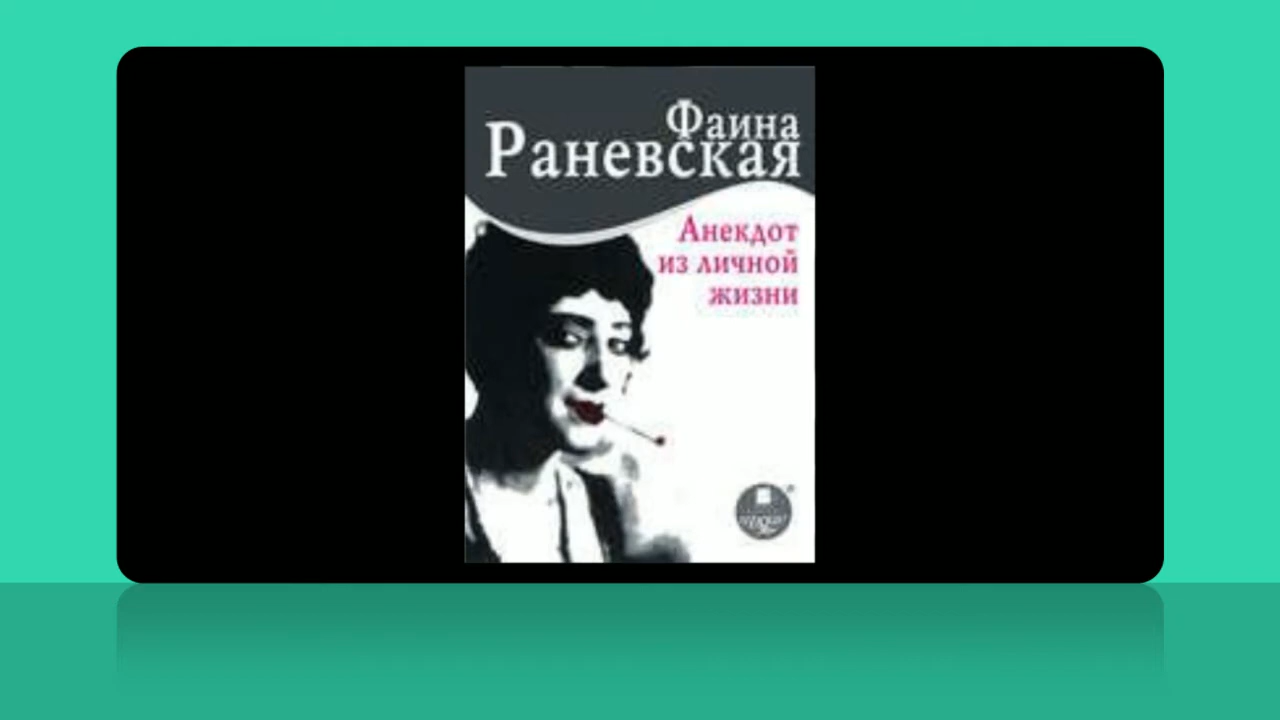 Фаина
Раневская
Анекдот
из личной
жизни